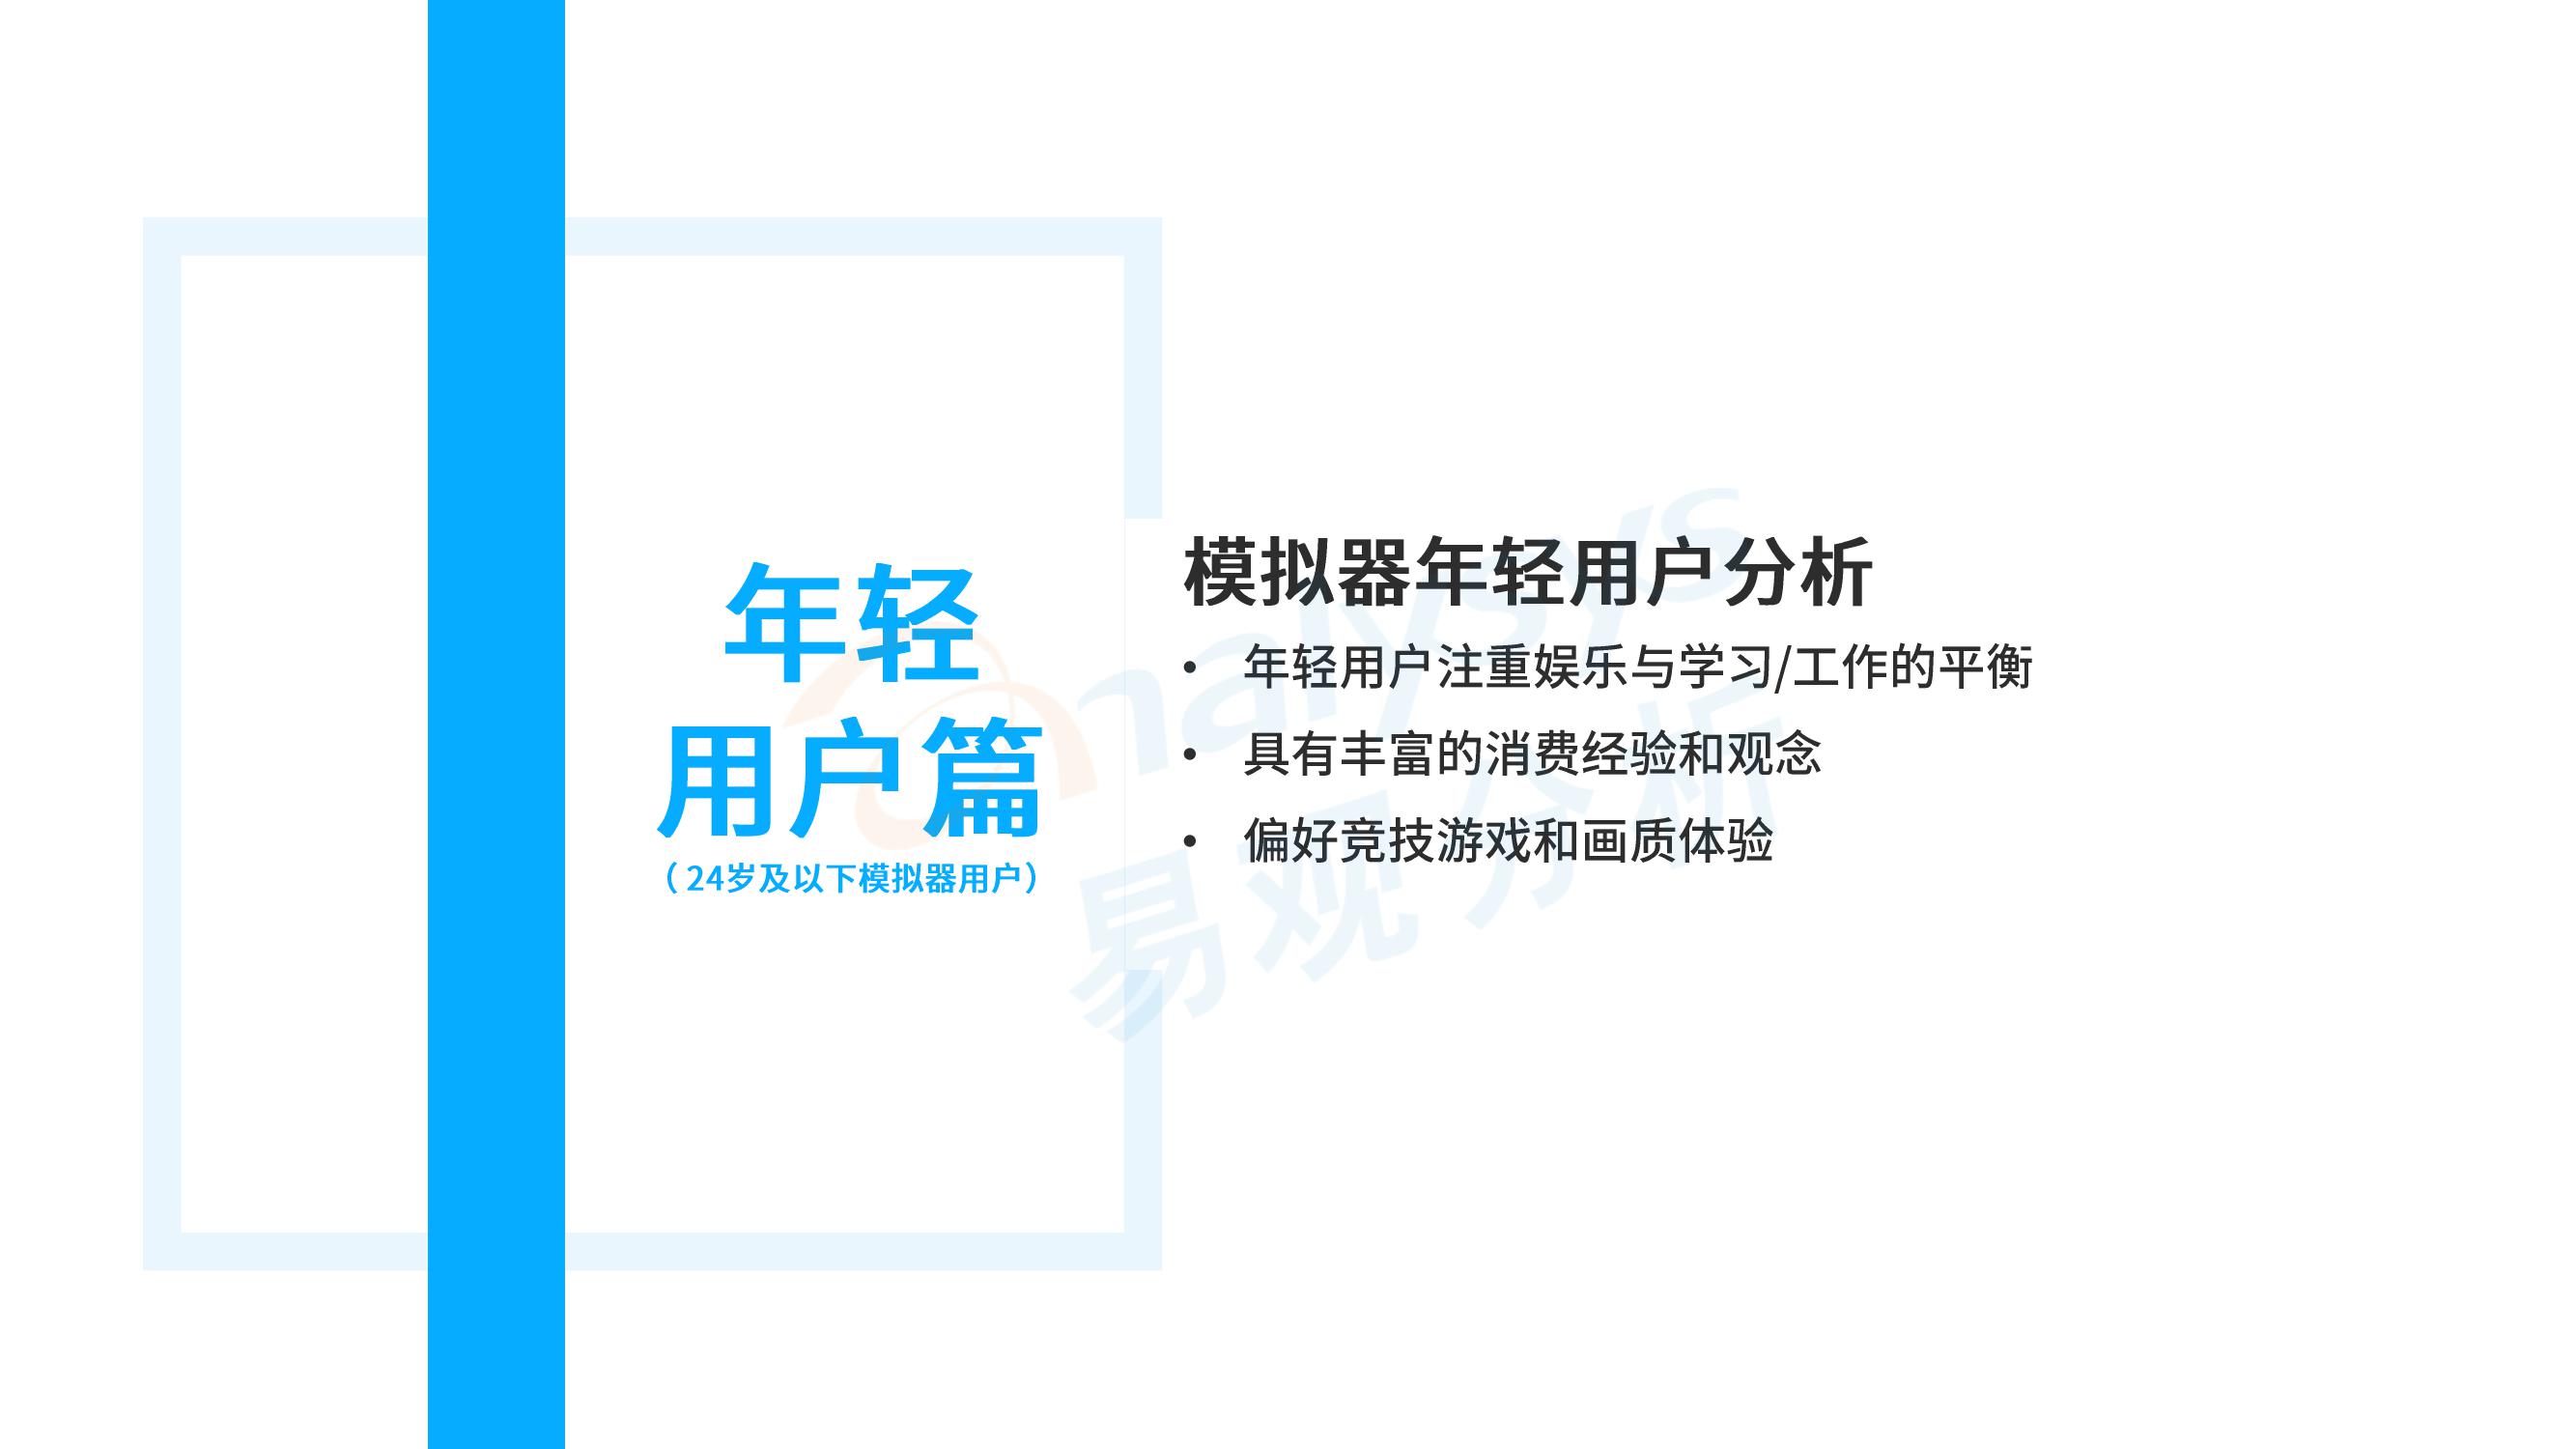 年轻
用户篇
（24岁及以下模拟器用户）
模拟器年轻用户分析
• 年轻用户注重娱乐与学习/工作的平衡
• 具有丰富的消费经验和观念
• 偏好竞技游戏和画质体验
analysys
易观分析